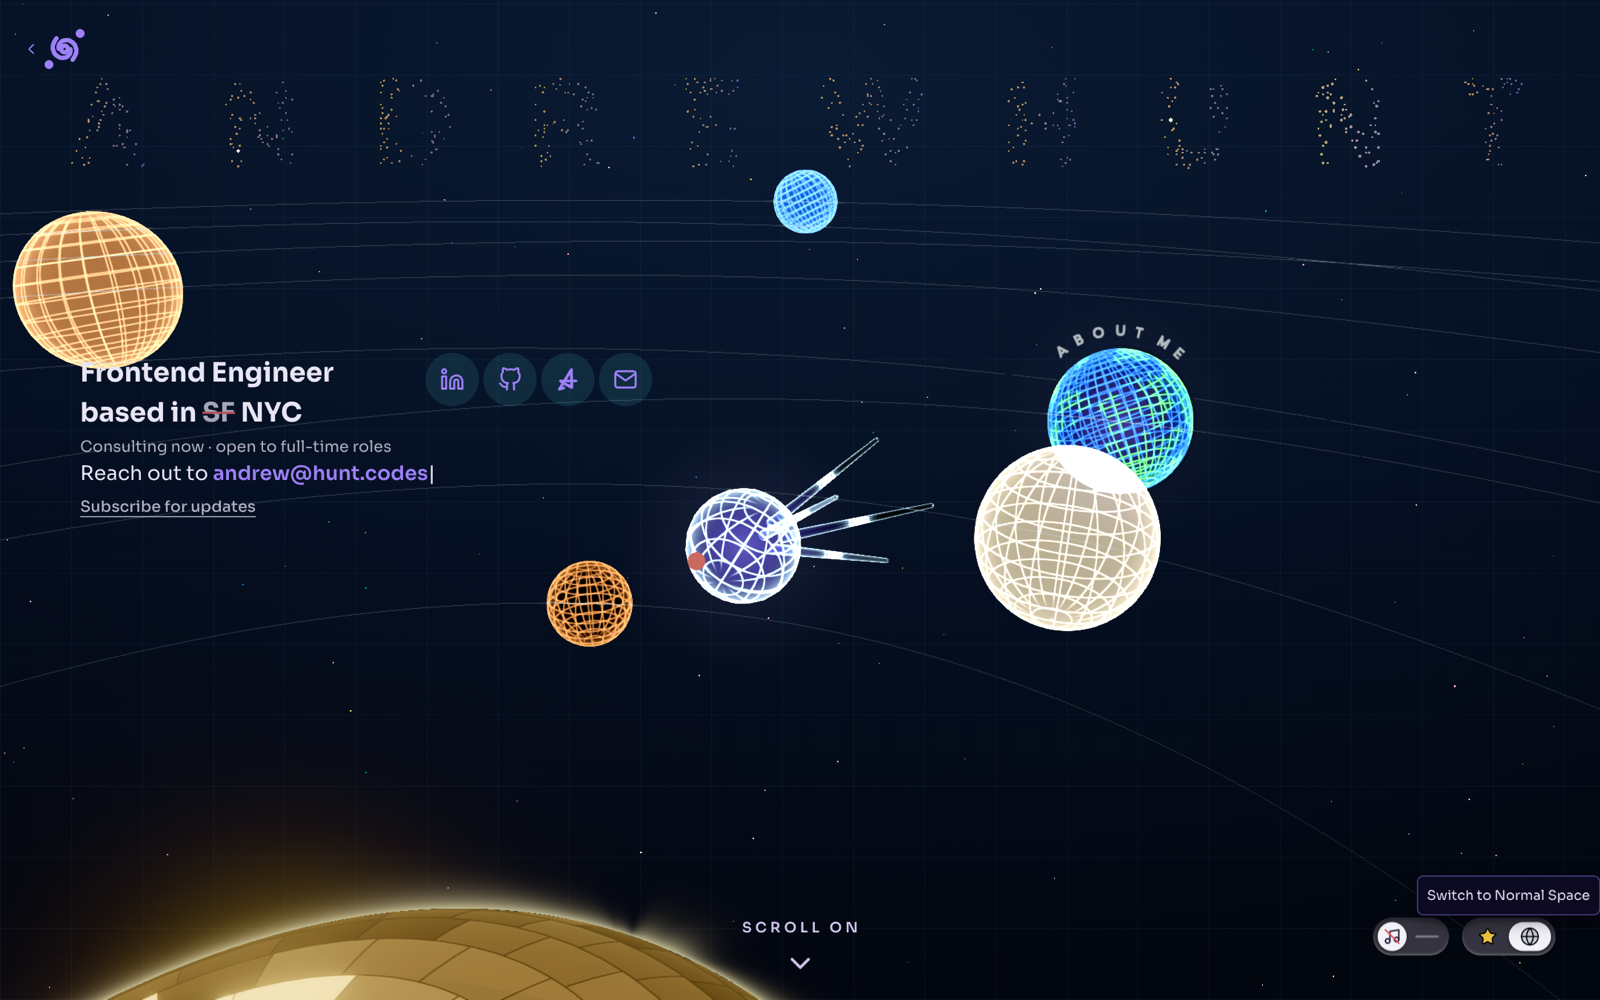 ANDREW HUNT
ABOUT ME
Frontend Engineer
based in SF NYC
Consulting now · open to full-time roles
Reach out to andrew@hunt.codes|
Subscribe for updates
Switch to Normal Space
SCROLL ON